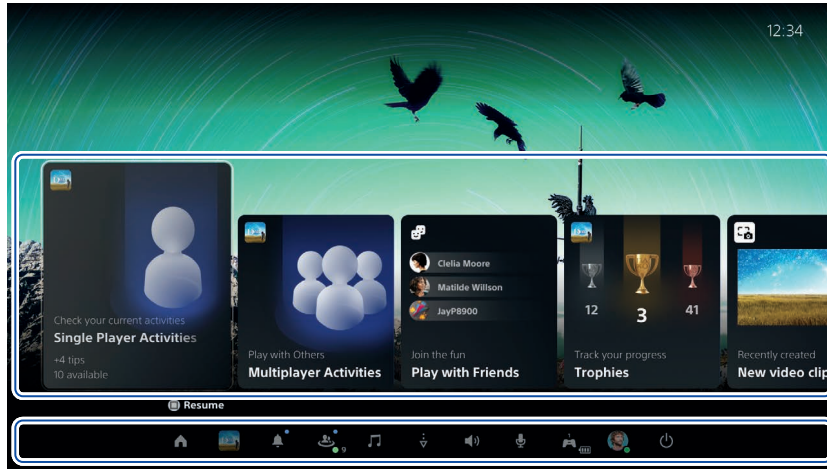 12:34
Check your current activities
Single Player Activities
+4 tips
10 available
Play with Others
Multiplayer Activities
Clelia Moore
Matilde Willson
JayP8900
Join the fun
Play with Friends
12
3
41
Track your progress
Trophies
Recently created
New video clip
Resume
9
1